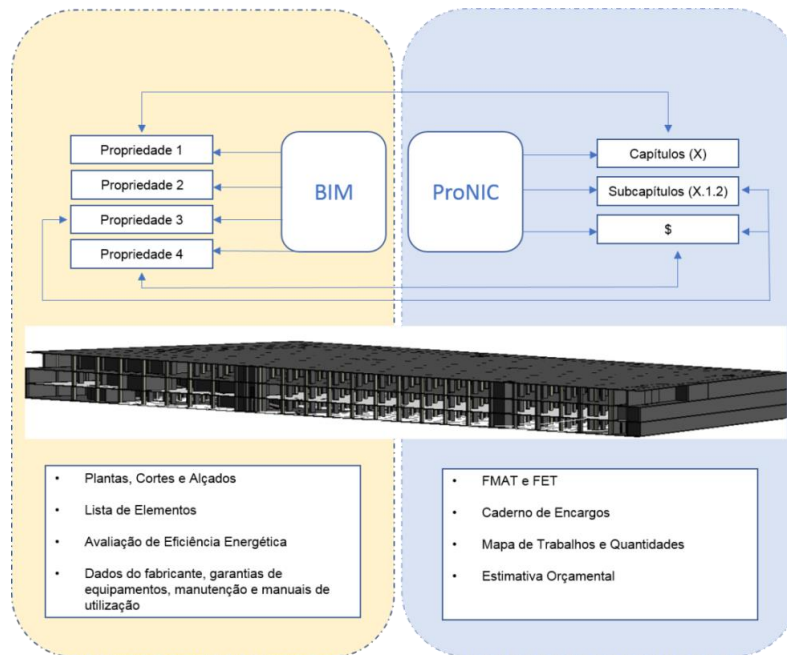 Propriedade 1
Propriedade 2
Propriedade 3
Propriedade 4
BIM
ProNIC
Capítulos (X)
Subcapítulos (X.1.2)
$
• Plantas, Cortes e Alçados
• Lista de Elementos
• Avaliação de Eficiência Energética
• Dados do fabricante, garantias de
equipamentos, manutenção e manuais de
utilização
• FMAT e FET
• Caderno de Encargos
• Mapa de Trabalhos e Quantidades
• Estimativa Orçamental